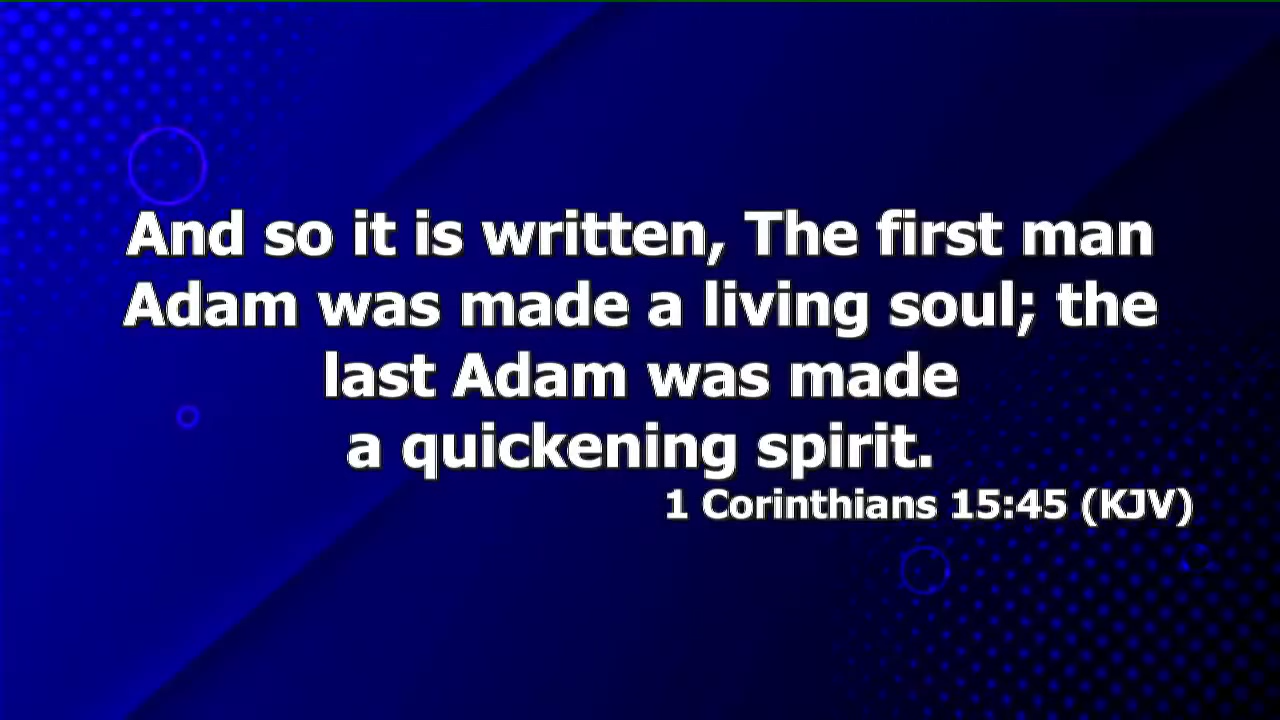 And so it is written, The first man
Adam was made a living soul; the
last Adam was made
a quickening spirit.
1 Corinthians 15:45 (KJV)